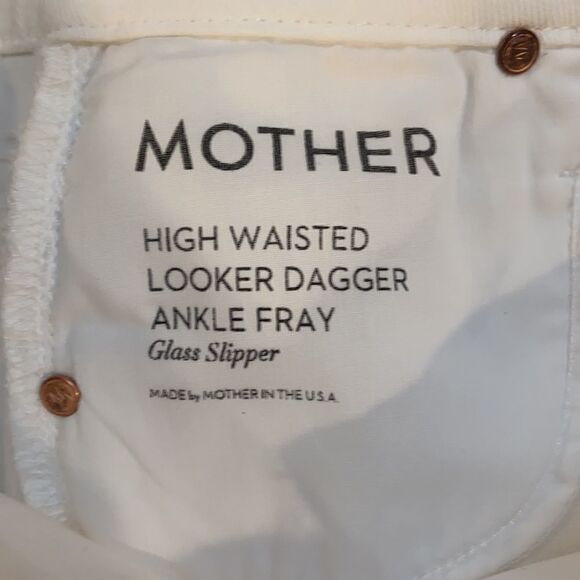 MOTHER
HIGH WAISTED
LOOKER DAGGER
ANKLE FRAY
Glass Slipper
MADE by MOTHER IN THE U.S.A.